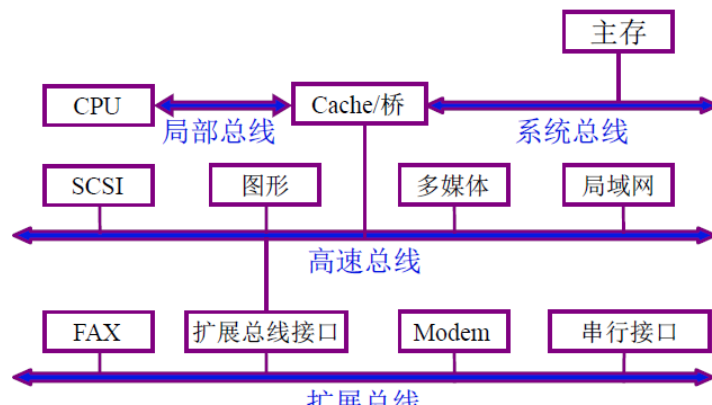 主存
CPU
Cache/桥
局部总线
系统总线
SCSI
图形
多媒体
局域网
高速总线
FAX
扩展总线接口
Modem
串行接口
扩展总线